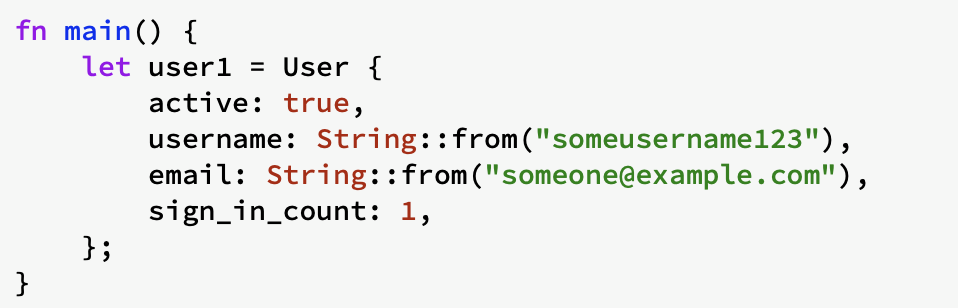 fn main() {
    let user1 = User {
        active: true,
        username: String::from("someusername123"),
        email: String::from("someone@example.com"),
        sign_in_count: 1,
    };
}